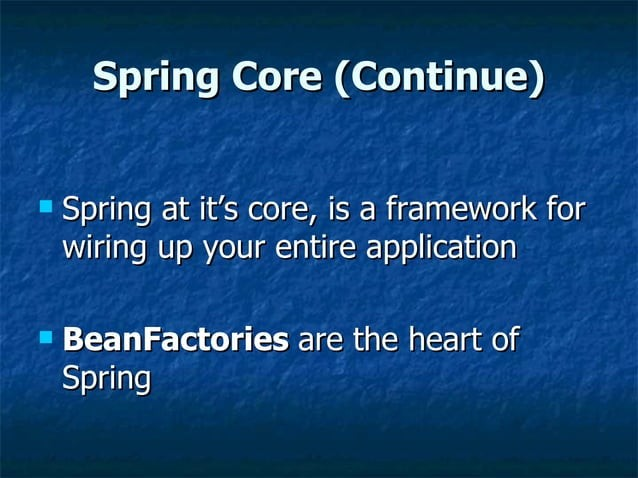 Spring Core (Continue)
Spring at it’s core, is a framework for
wiring up your entire application
BeanFactories are the heart of
Spring